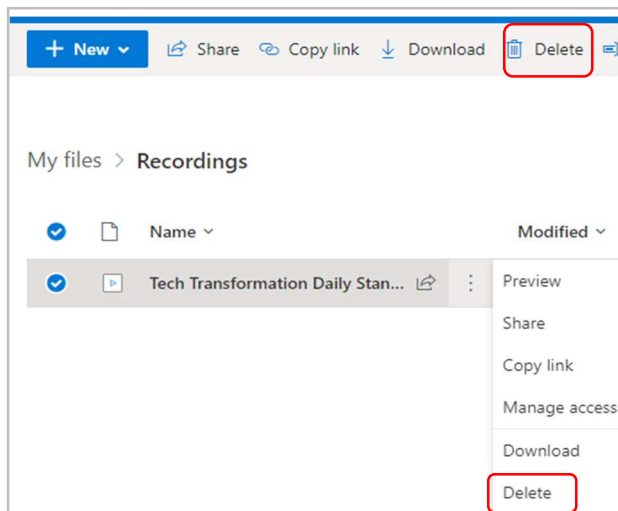 New Share Copy link Download Delete
My files > Recordings
Name Modified
Tech Transformation Daily Stan...
Preview
Share
Copy link
Manage access
Download
Delete